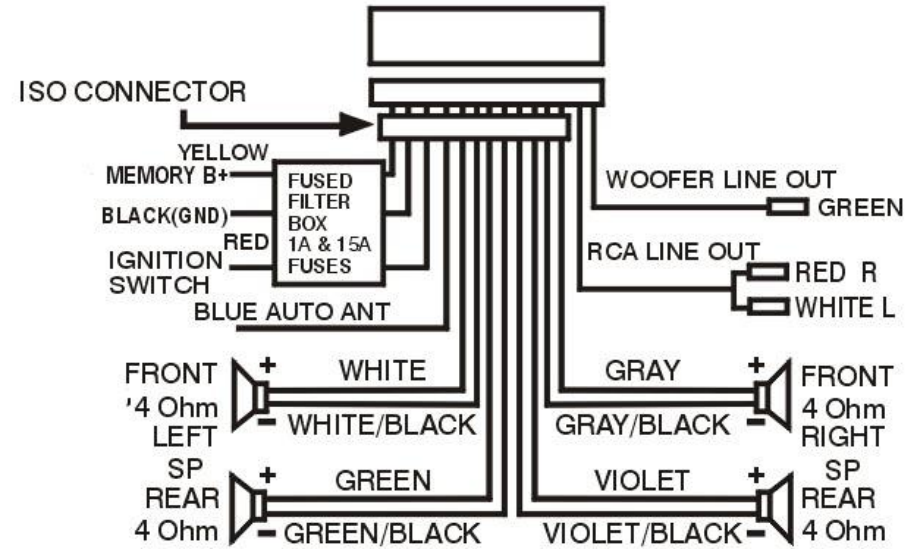 ISO CONNECTOR
YELLOW
MEMORY B+
BLACK(GND)
RED
IGNITION
SWITCH
FUSED
FILTER
BOX
1A & 15A
FUSES
BLUE AUTO ANT
WOOFER LINE OUT
GREEN
RCA LINE OUT
RED R
WHITE L
FRONT
'4 Ohm
LEFT
+
-
WHITE
WHITE/BLACK
GRAY
GRAY/BLACK
+
-
FRONT
4 Ohm
RIGHT
SP
REAR
4 Ohm
+
-
GREEN
GREEN/BLACK
VIOLET
VIOLET/BLACK
+
-
SP
REAR
4 Ohm